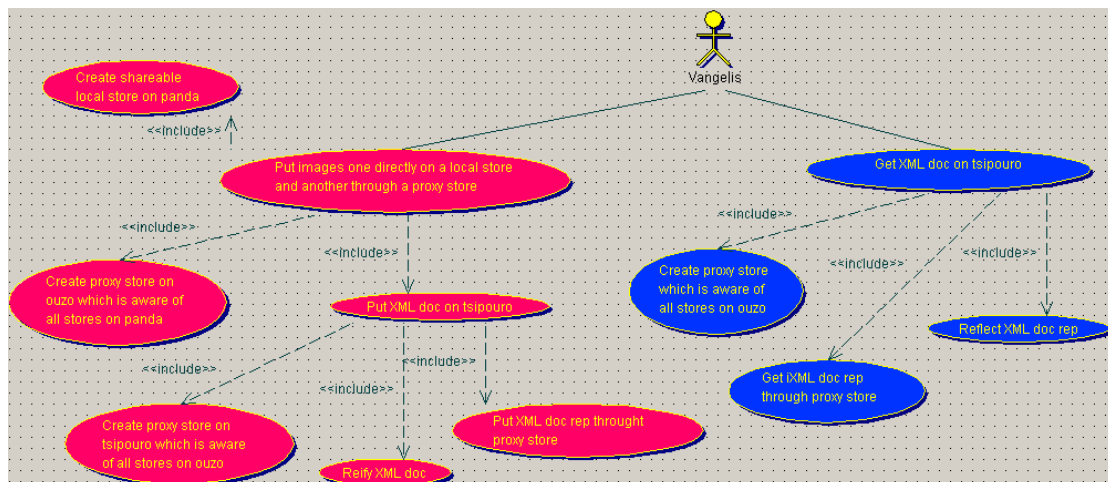 Vangelis
Create shareable
local store on panda
<<include>>
Put images one directly on a local store
and another through a proxy store
Get XML doc on tsipouro
<<include>>
<<include>>
<<include>>
<<include>>
<<include>>
Create proxy store on
ouzo which is aware of
all stores on panda
Put XML doc on tsipouro
Create proxy store
which is aware of
all stores on ouzo
Reflect XML doc rep
<<include>>
<<include>>
<<include>>
Get iXML doc rep
through proxy store
Create proxy store on
tsipouro which is aware
of all stores on ouzo
Reify XML doc
Put XML doc rep throught
proxy store